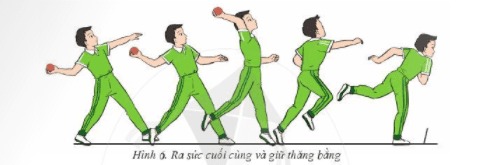 Hình 6. Ra sức cuối cùng và giữ thăng bằng